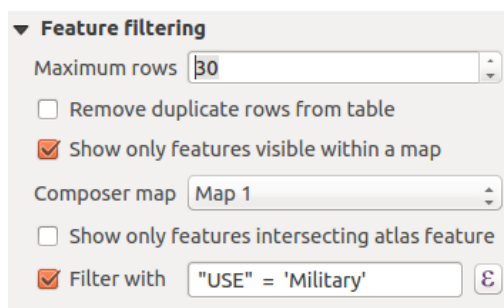 Feature filtering
Maximum rows 30
Remove duplicate rows from table
Show only features visible within a map
Composer map Map 1
Show only features intersecting atlas feature
Filter with "USE" = 'Military' ε